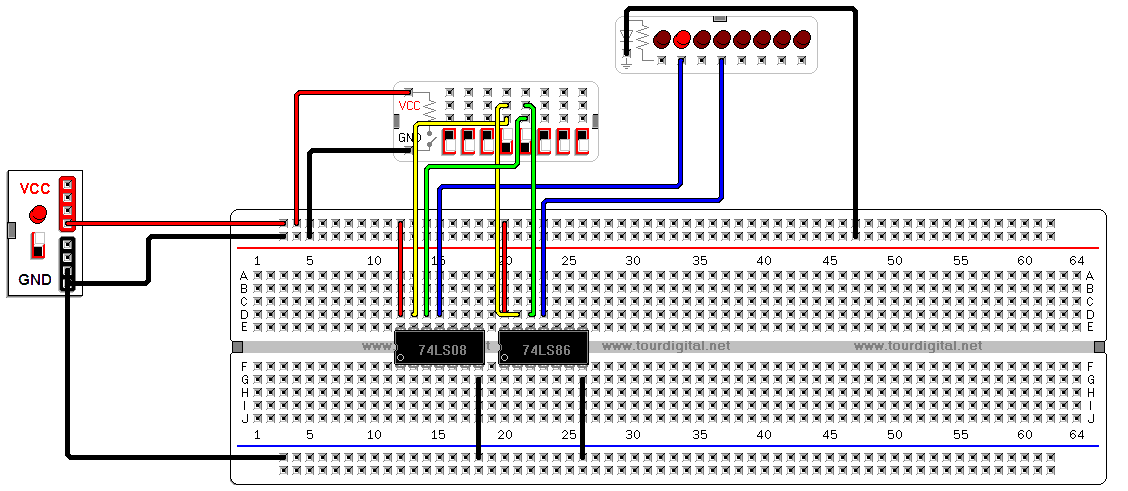 VCC
GND
VCC
GND
1 5 10 15 20 25 30 35 40 45 50 55 60 64
A A
B B
C C
D D
E E
www.tourdigital.net www.tourdigital.net
74LS08 74LS86
F F
G G
H H
I I
J J
1 5 10 15 20 25 30 35 40 45 50 55 60 64